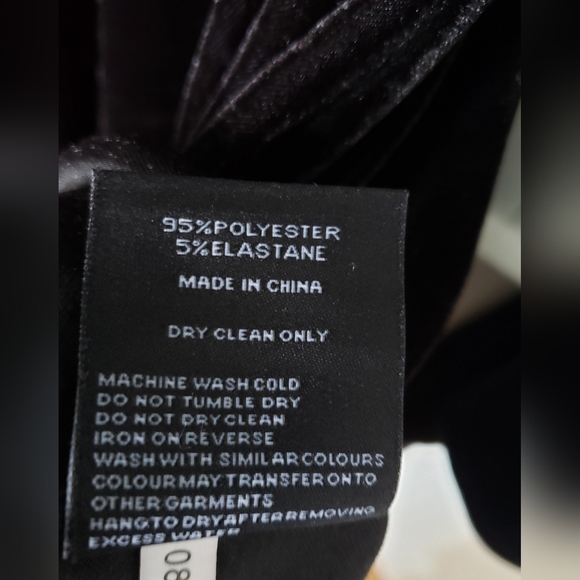 95%POLYESTER
5%ELASTANE
MADE IN CHINA
DRY CLEAN ONLY
MACHINE WASH COLD
DO NOT TUMBLE DRY
DO NOT DRYCLEAN
IRON ON REVERSE
WASH WITH SIMILAR COLOURS
COLOUR MAY TRANSFER ONTO
OTHER GARMENTS
HANG TO DRY AFTER REMOVING
EXCESS WATER
08